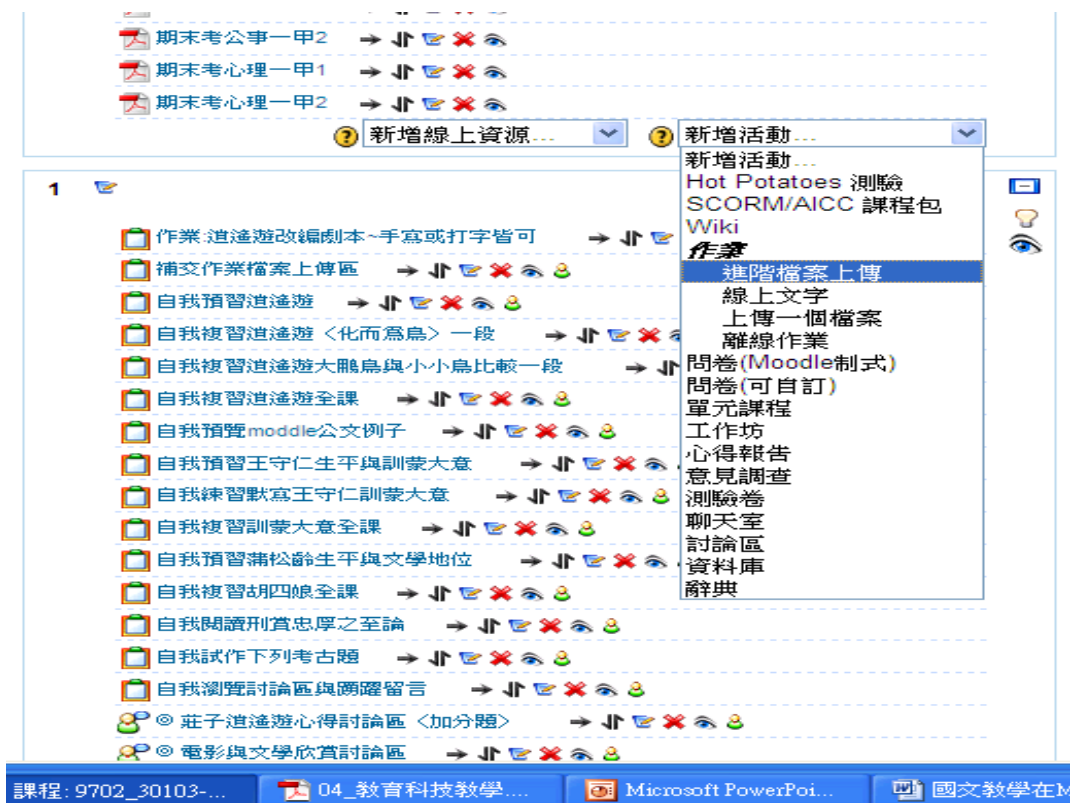 期末考公事一甲2
期末考心理一甲1
期末考心理一甲2
新增線上資源... 新增活動...
新增活動...
Hot Potatoes 測驗
SCORM/AICC 課程包
Wiki
作業
進階檔案上傳
線上文字
上傳一個檔案
離線作業
問卷(Moodle制式)
問卷(可自訂)
單元課程
工作坊
心得報告
意見調查
測驗卷
聊天室
討論區
資料庫
辭典
1
作業:逍遙遊改編劇本~手寫或打字皆可
補交作業檔案上傳區
自我預習逍遙遊
自我複習逍遙遊〈化而為鳥〉一段
自我複習逍遙遊大鵬鳥與小小鳥比較一段
自我複習逍遙遊全課
自我預覽moddle公文例子
自我預習王守仁生平與訓蒙大意
自我練習默寫王守仁訓蒙大意
自我複習訓蒙大意全課
自我預習蒲松齡生平與文學地位
自我複習胡四娘全課
自我閱讀刑賞忠厚之至論
自我試作下列考古題
自我瀏覽討論區與踴躍留言
◎ 莊子逍遙遊心得討論區〈加分題〉
◎ 電影與文學欣賞討論區
課程: 9702_30103-...
04_教育科技教學....
Microsoft PowerPoi...
國文教學在M